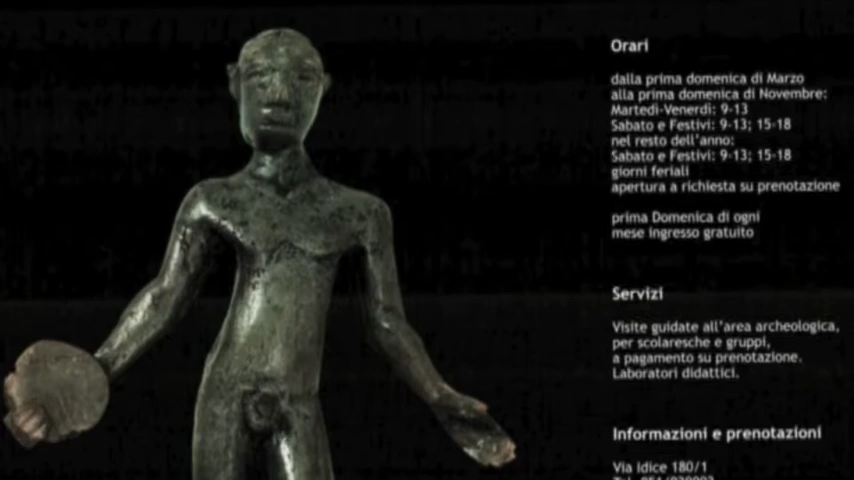 Orari
dalla prima domenica di Marzo
alla prima domenica di Novembre:
Martedì-Venerdì: 9-13
Sabato e Festivi: 9-13; 15-18
nel resto dell'anno:
Sabato e Festivi: 9-13; 15-18
giorni feriali
apertura a richiesta su prenotazione
prima Domenica di ogni
mese ingresso gratuito
Servizi
Visite guidate all'area archeologica,
per scolaresche e gruppi,
a pagamento su prenotazione.
Laboratori didattici.
Informazioni e prenotazioni
Via Idice 180/1